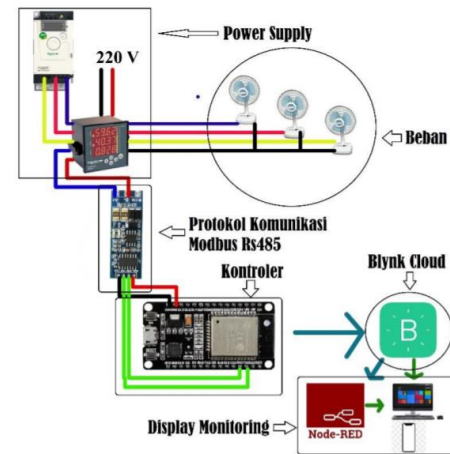 Power Supply
220 V
Beban
Protokol Komunikasi
Modbus Rs485
Kontroler
Blynk Cloud
B
Node-RED
Display Monitoring